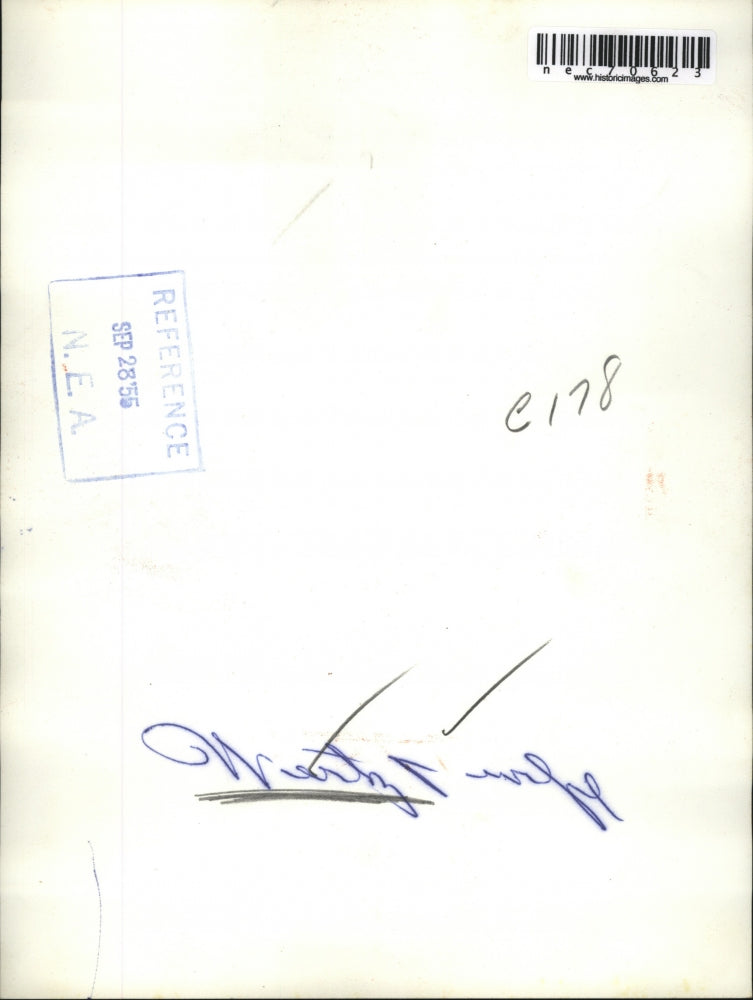 nec70623
www.historicimages.com
REFERENCE
SEP 28'55
N.E.A.
C178